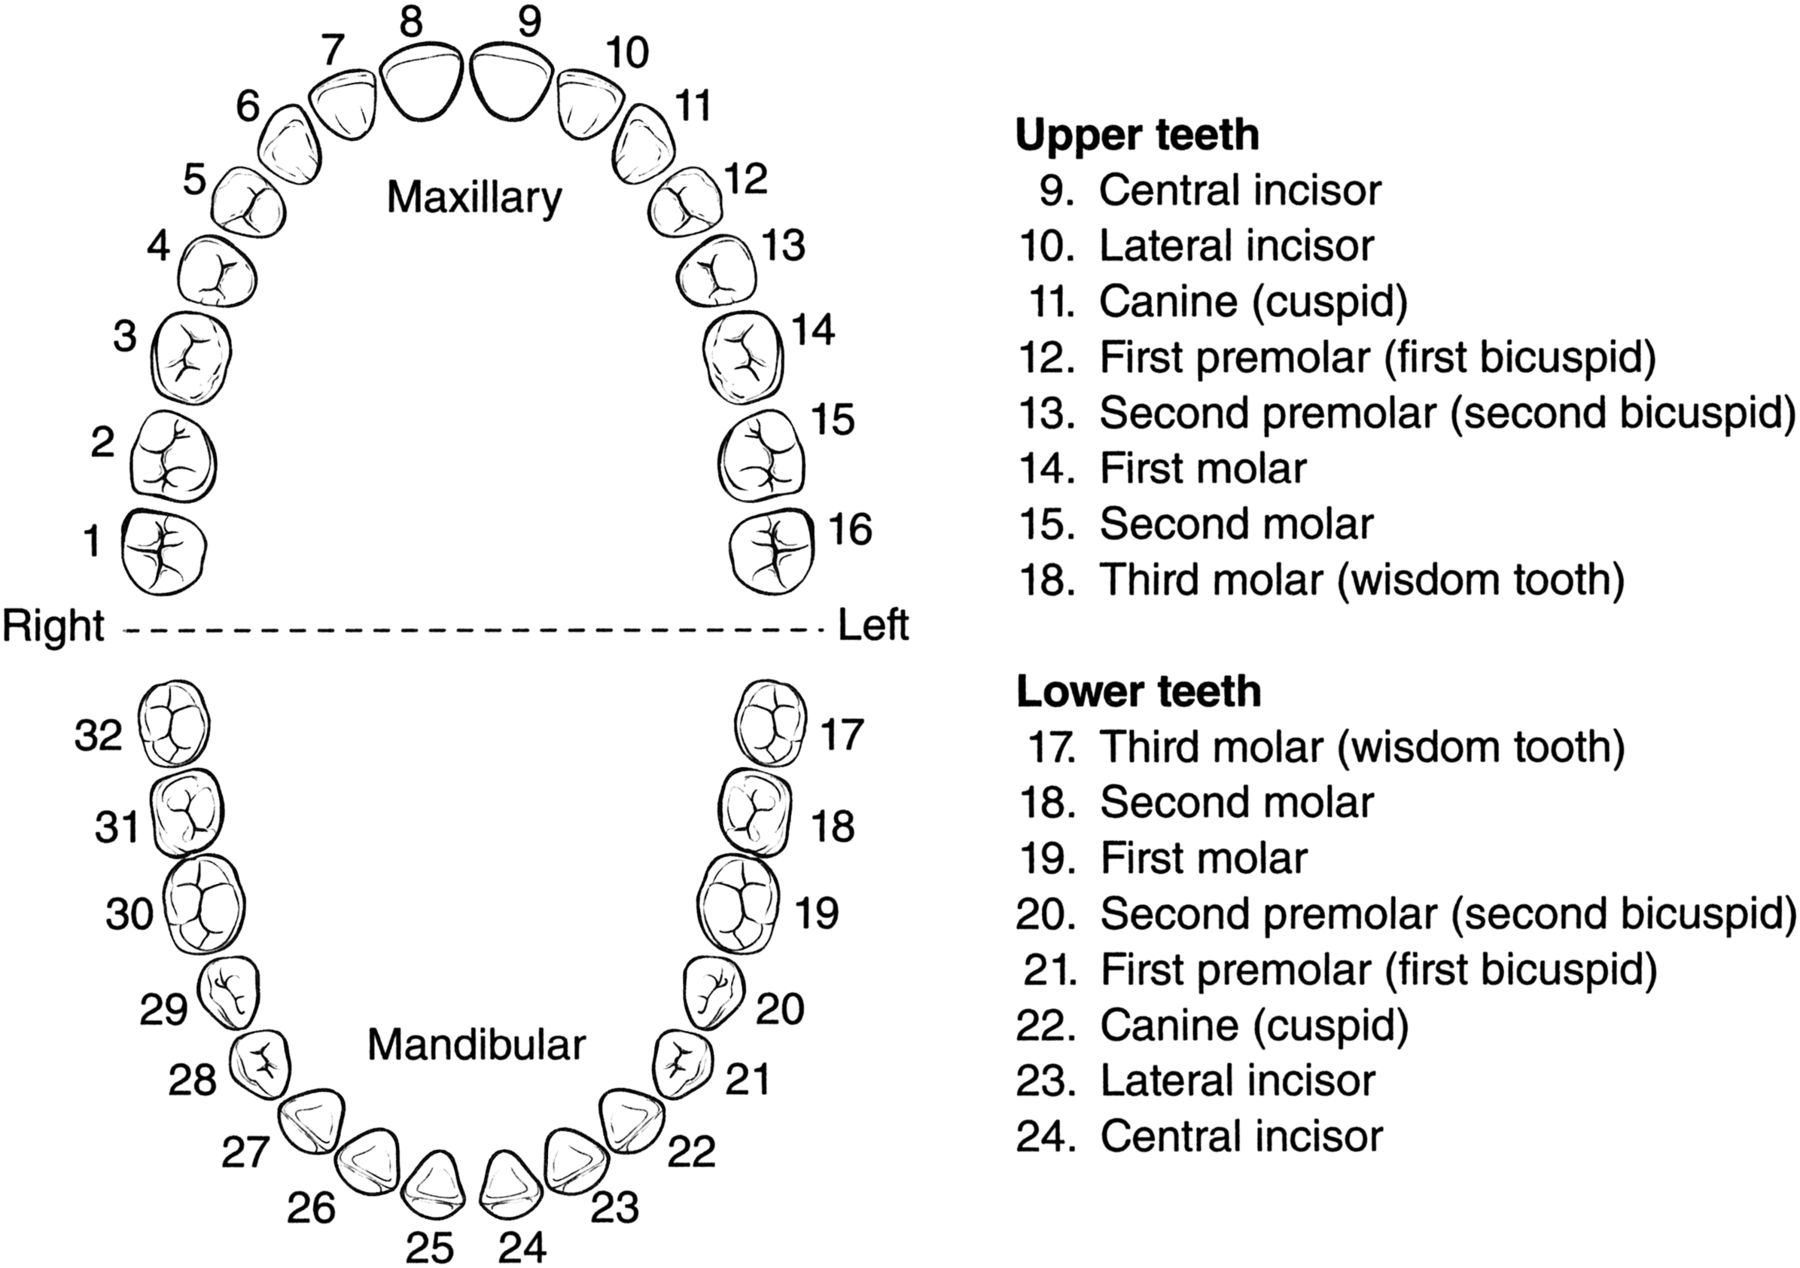 8 9
7 10
6 11
5 12
Maxillary
4 13
3 14
2 15
1 16
Right Left
32 17
31 18
30 19
29 20
Mandibular
28 21
27 22
26 23
25 24
Upper teeth
9. Central incisor
10. Lateral incisor
11. Canine (cuspid)
12. First premolar (first bicuspid)
13. Second premolar (second bicuspid)
14. First molar
15. Second molar
18. Third molar (wisdom tooth)
Lower teeth
17. Third molar (wisdom tooth)
18. Second molar
19. First molar
20. Second premolar (second bicuspid)
21. First premolar (first bicuspid)
22. Canine (cuspid)
23. Lateral incisor
24. Central incisor